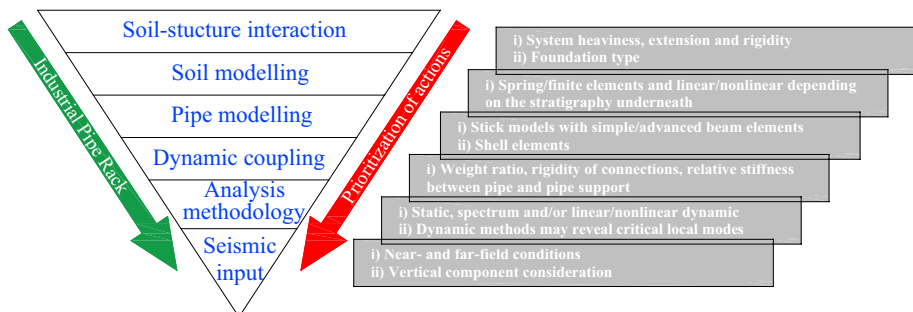 Soil-stucture interaction
Soil modelling
Pipe modelling
Dynamic coupling
Analysis
methodology
Seismic
input
Industrial Pipe Rack
Prioritization of actions
i) System heaviness, extension and rigidity
ii) Foundation type
i) Spring/finite elements and linear/nonlinear depending
on the stratigraphy underneath
i) Stick models with simple/advanced beam elements
ii) Shell elements
i) Weight ratio, rigidity of connections, relative stiffness
between pipe and pipe support
i) Static, spectrum and/or linear/nonlinear dynamic
ii) Dynamic methods may reveal critical local modes
i) Near- and far-field conditions
ii) Vertical component consideration